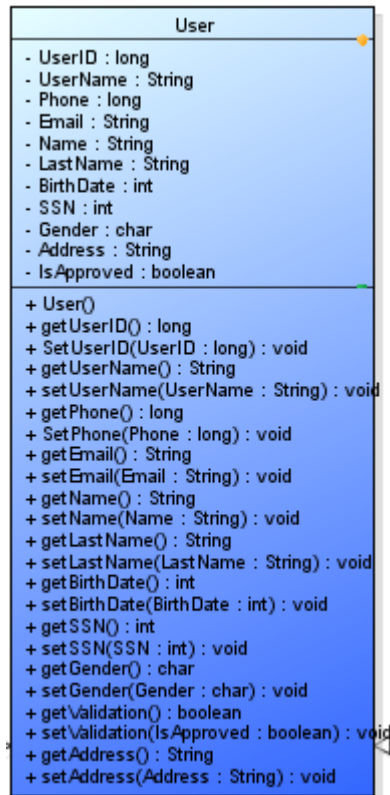 User
- UserID : long
- UserName : String
- Phone : long
- Email : String
- Name : String
- LastName : String
- BirthDate : int
- SSN : int
- Gender : char
- Address : String
- IsApproved : boolean
+ User()
+ getUserID() : long
+ SetUserID(UserID : long) : void
+ getUserName() : String
+ setUserName(UserName : String) : void
+ getPhone() : long
+ SetPhone(Phone : long) : void
+ getEmail() : String
+ setEmail(Email : String) : void
+ getName() : String
+ setName(Name : String) : void
+ getLastName() : String
+ setLastName(LastName : String) : void
+ getBirthDate() : int
+ setBirthDate(BirthDate : int) : void
+ getSSN() : int
+ setSSN(SSN : int) : void
+ getGender() : char
+ setGender(Gender : char) : void
+ getValidation() : boolean
+ setValidation(IsApproved : boolean) : void
+ getAddress() : String
+ setAddress(Address : String) : void